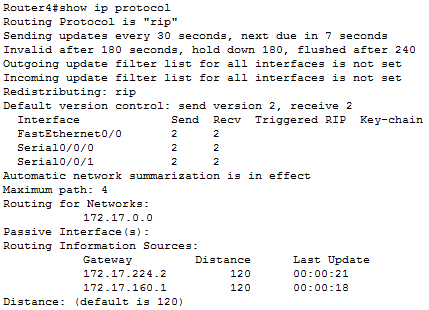 Router4#show ip protocol
Routing Protocol is "rip"
Sending updates every 30 seconds, next due in 7 seconds
Invalid after 180 seconds, hold down 180, flushed after 240
Outgoing update filter list for all interfaces is not set
Incoming update filter list for all interfaces is not set
Redistributing: rip
Default version control: send version 2, receive 2
  Interface             Send  Recv  Triggered RIP  Key-chain
  FastEthernet0/0       2     2
  Serial0/0/0           2     2
  Serial0/0/1           2     2
Automatic network summarization is in effect
Maximum path: 4
Routing for Networks:
            172.17.0.0
Passive Interface(s):
Routing Information Sources:
            Gateway         Distance      Last Update
            172.17.224.2         120      00:00:21
            172.17.160.1         120      00:00:18
Distance: (default is 120)